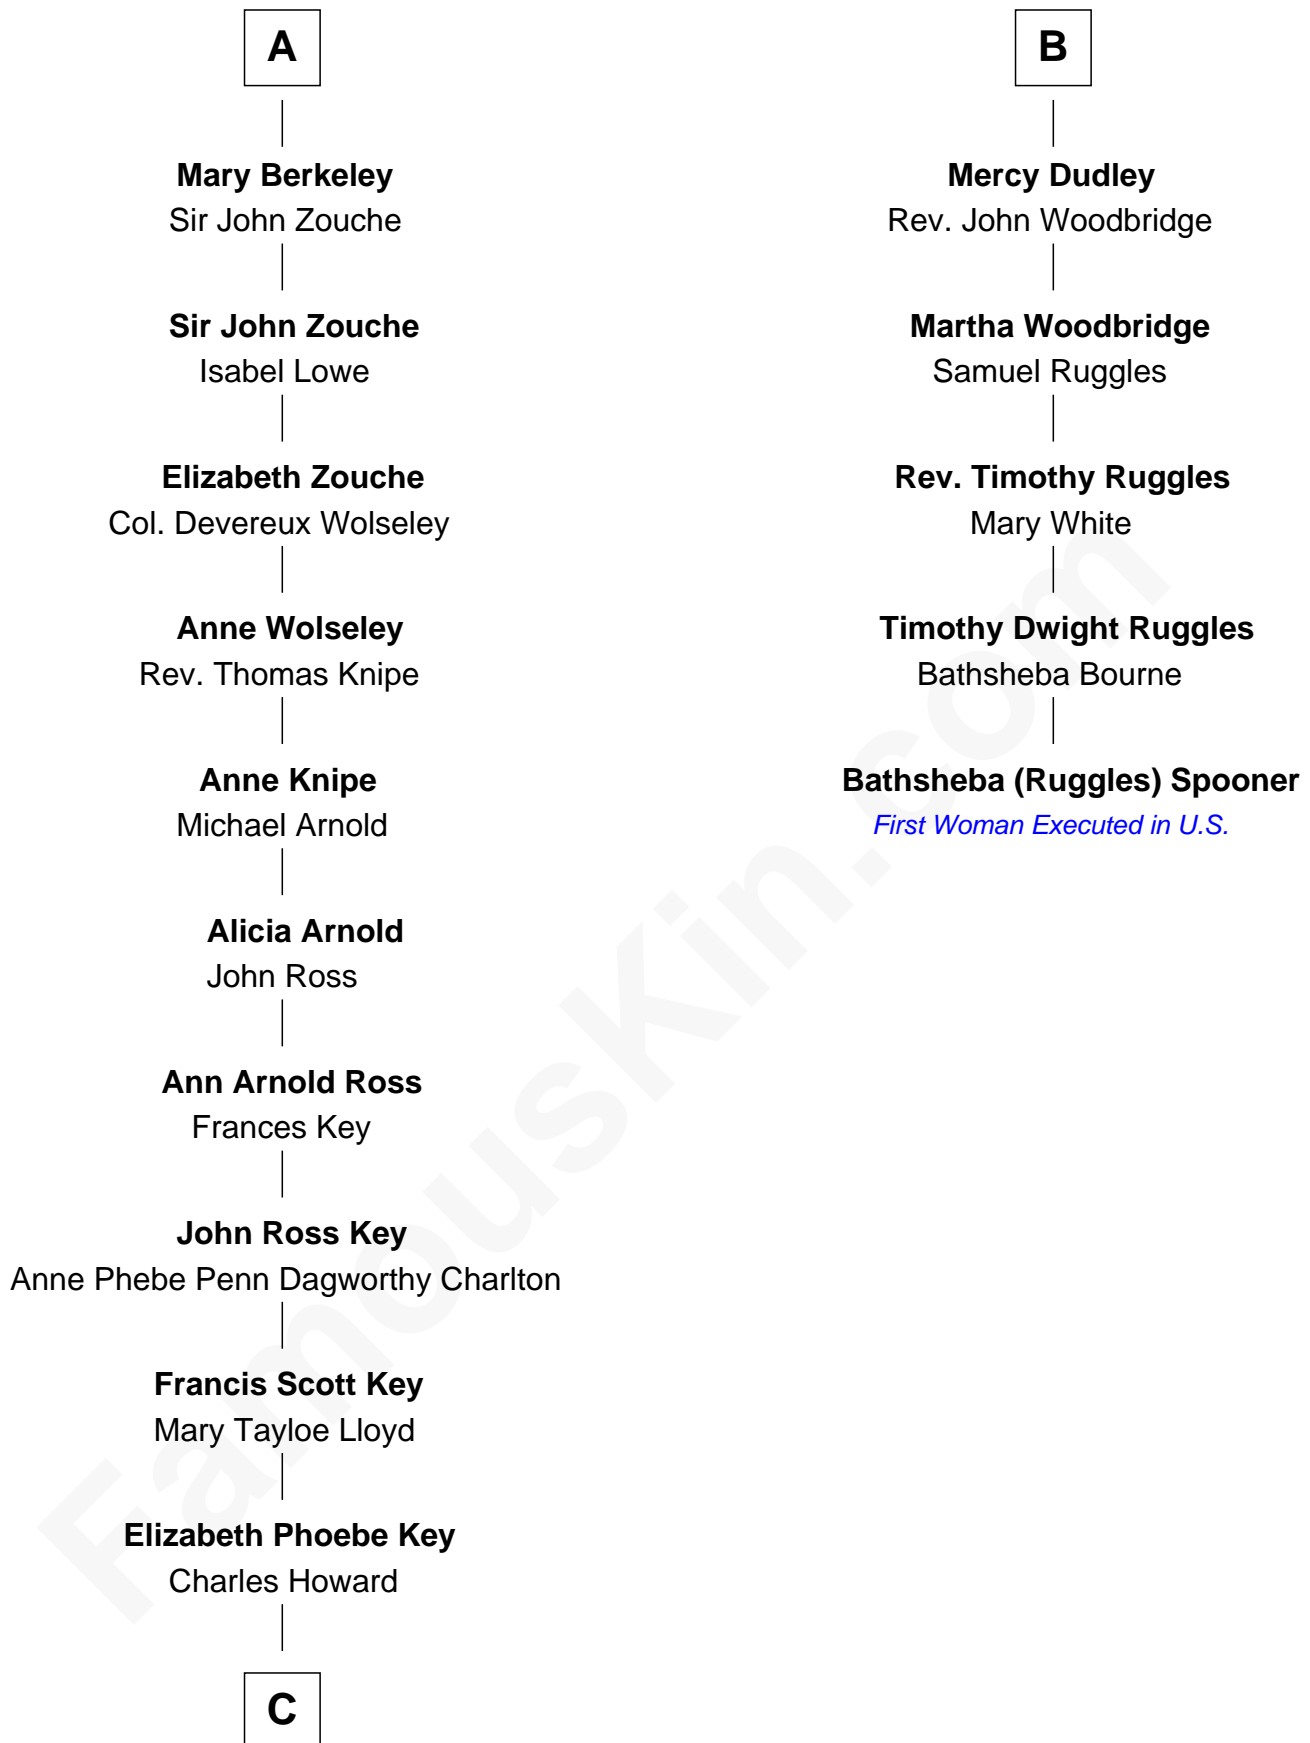 A
Mary Berkeley
Sir John Zouche
Sir John Zouche
Isabel Lowe
Elizabeth Zouche
Col. Devereux Wolseley
Anne Wolseley
Rev. Thomas Knipe
Anne Knipe
Michael Arnold
Alicia Arnold
John Ross
Ann Arnold Ross
Frances Key
John Ross Key
Anne Phebe Penn Dagworthy Charlton
Francis Scott Key
Mary Tayloe Lloyd
Elizabeth Phoebe Key
Charles Howard
C
B
Mercy Dudley
Rev. John Woodbridge
Martha Woodbridge
Samuel Ruggles
Rev. Timothy Ruggles
Mary White
Timothy Dwight Ruggles
Bathsheba Bourne
Bathsheba (Ruggles) Spooner
First Woman Executed in U.S.
FamousKin.com